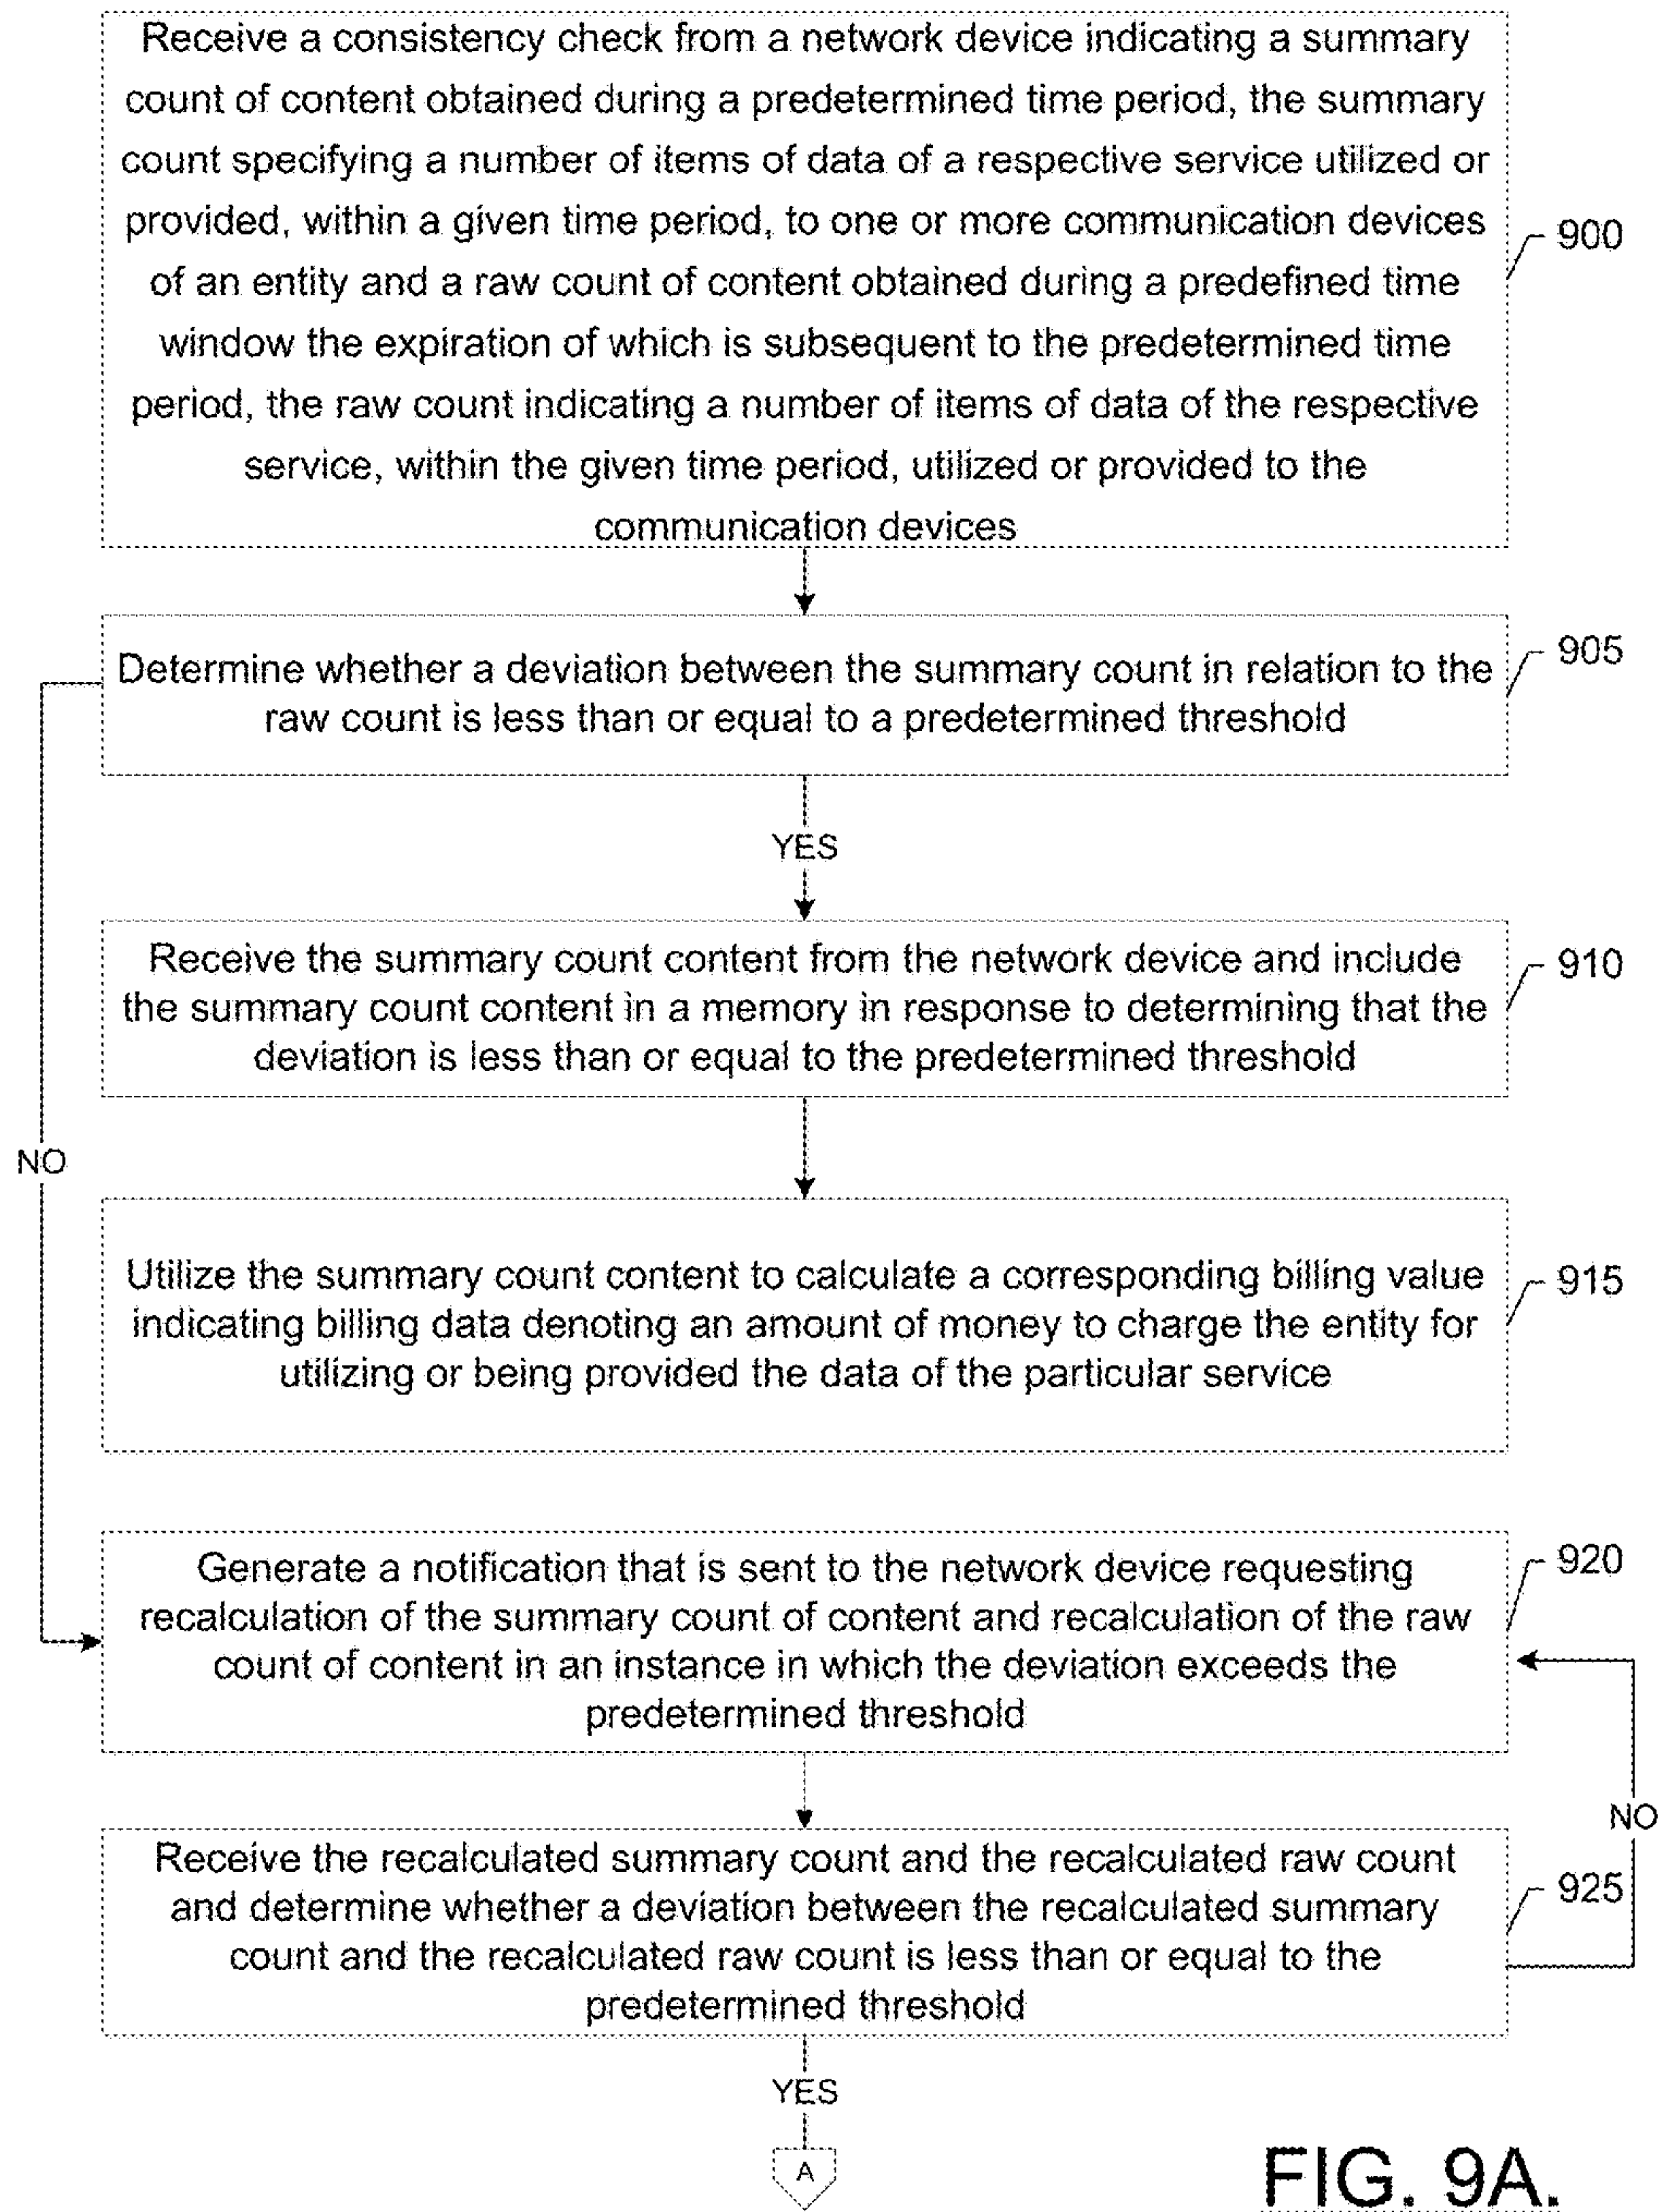 Receive a consistency check from a network device indicating a summary
count of content obtained during a predetermined time period, the summary
count specifying a number of items of data of a respective service utilized or
provided, within a given time period, to one or more communication devices
of an entity and a raw count of content obtained during a predefined time
window the expiration of which is subsequent to the predetermined time
period, the raw count indicating a number of items of data of the respective
service, within the given time period, utilized or provided to the
communication devices
900
Determine whether a deviation between the summary count in relation to the
raw count is less than or equal to a predetermined threshold
905
YES
Receive the summary count content from the network device and include
the summary count content in a memory in response to determining that the
deviation is less than or equal to the predetermined threshold
910
NO
Utilize the summary count content to calculate a corresponding billing value
indicating billing data denoting an amount of money to charge the entity for
utilizing or being provided the data of the particular service
915
Generate a notification that is sent to the network device requesting
recalculation of the summary count of content and recalculation of the raw
count of content in an instance in which the deviation exceeds the
predetermined threshold
920
NO
Receive the recalculated summary count and the recalculated raw count
and determine whether a deviation between the recalculated summary
count and the recalculated raw count is less than or equal to the
predetermined threshold
925
YES
A
FIG. 9A.